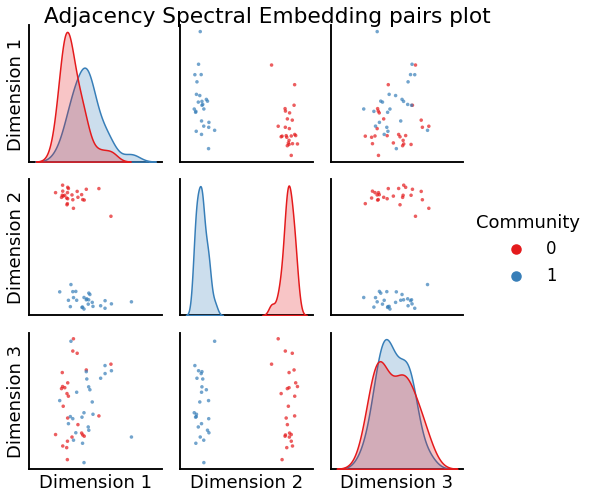 Adjacency Spectral Embedding pairs plot
Dimension 1
Dimension 2
Dimension 3
Community
0
1
Dimension 1
Dimension 2
Dimension 3